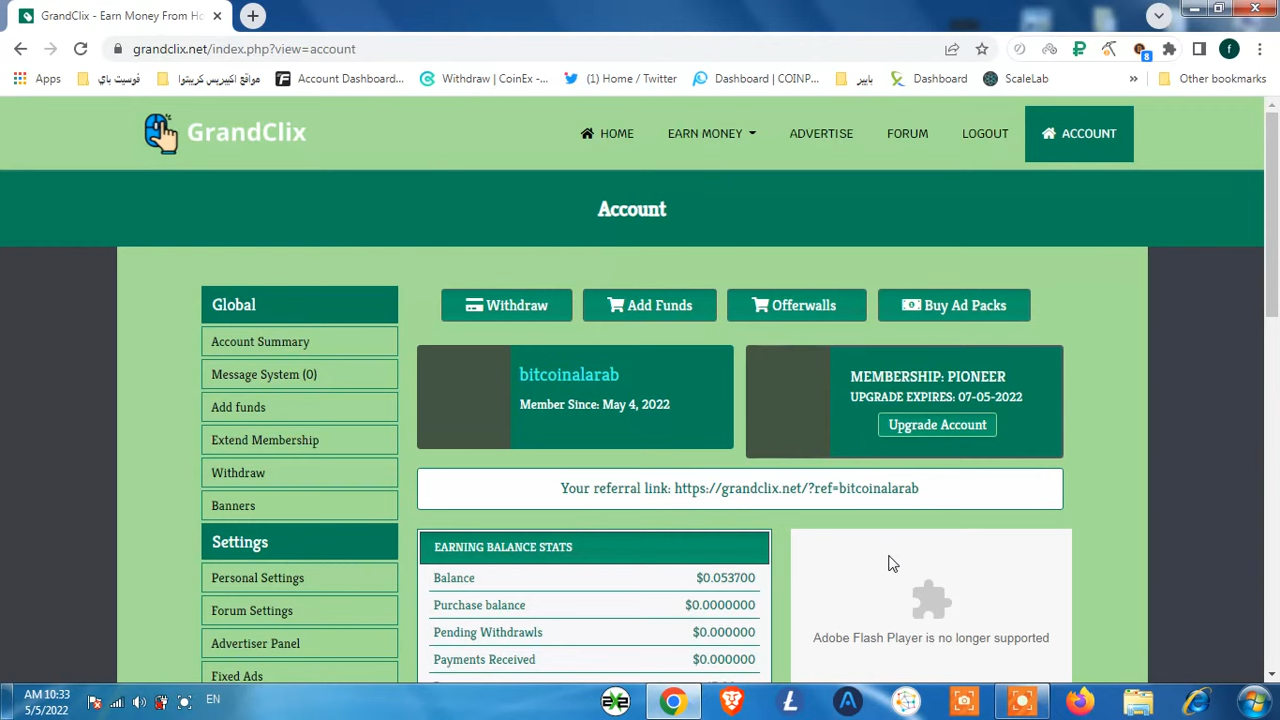 GrandClix - Earn Money From Ho
grandclix.net/index.php?view=account
8
f
Apps
فوسيت باي
مواقع اكيبريس كريبتوا
Account Dashboard...
Withdraw | CoinEx -...
(1) Home / Twitter
Dashboard | COINP...
بايير
Dashboard
ScaleLab
Other bookmarks
GrandClix
HOME
EARN MONEY
ADVERTISE
FORUM
LOGOUT
ACCOUNT
Account
Global
Account Summary
Message System (0)
Add funds
Extend Membership
Withdraw
Banners
Settings
Personal Settings
Forum Settings
Advertiser Panel
Fixed Ads
Withdraw
Add Funds
Offerwalls
Buy Ad Packs
bitcoinalarab
Member Since: May 4, 2022
MEMBERSHIP: PIONEER
UPGRADE EXPIRES: 07-05-2022
Upgrade Account
Your referral link: https://grandclix.net/?ref=bitcoinalarab
EARNING BALANCE STATS
Balance $0.053700
Purchase balance $0.0000000
Pending Withdrawls $0.000000
Payments Received $0.000000
Adobe Flash Player is no longer supported
AM 10:33
5/5/2022
EN